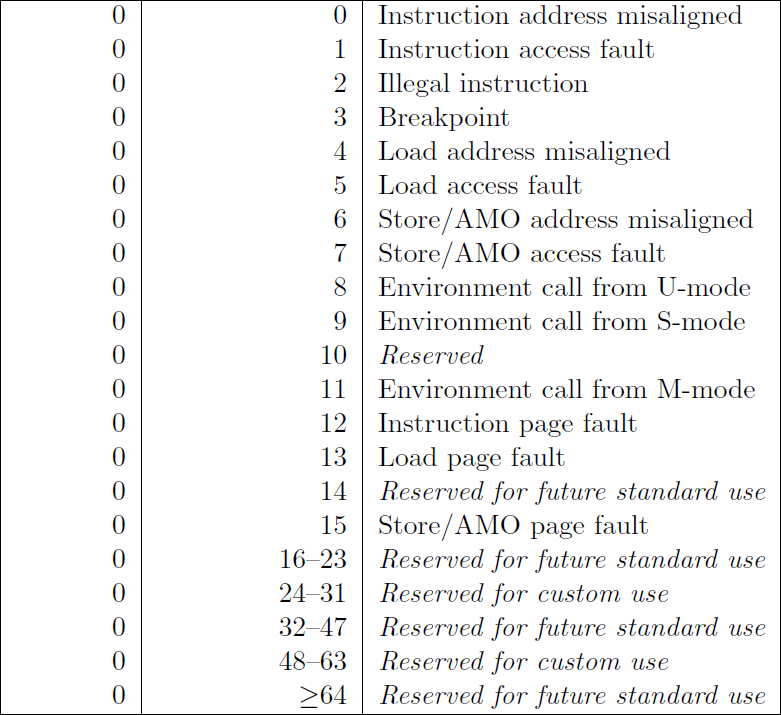 0 0 Instruction address misaligned
0 1 Instruction access fault
0 2 Illegal instruction
0 3 Breakpoint
0 4 Load address misaligned
0 5 Load access fault
0 6 Store/AMO address misaligned
0 7 Store/AMO access fault
0 8 Environment call from U-mode
0 9 Environment call from S-mode
0 10 Reserved
0 11 Environment call from M-mode
0 12 Instruction page fault
0 13 Load page fault
0 14 Reserved for future standard use
0 15 Store/AMO page fault
0 16–23 Reserved for future standard use
0 24–31 Reserved for custom use
0 32–47 Reserved for future standard use
0 48–63 Reserved for custom use
0 ≥64 Reserved for future standard use